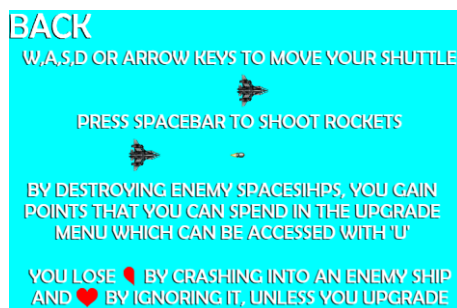 BACK
W,A,S,D OR ARROW KEYS TO MOVE YOUR SHUTTLE
PRESS SPACEBAR TO SHOOT ROCKETS
BY DESTROYING ENEMY SPACESIHPS, YOU GAIN
POINTS THAT YOU CAN SPEND IN THE UPGRADE
MENU WHICH CAN BE ACCESSED WITH 'U'
YOU LOSE BY CRASHING INTO AN ENEMY SHIP
AND BY IGNORING IT, UNLESS YOU UPGRADE